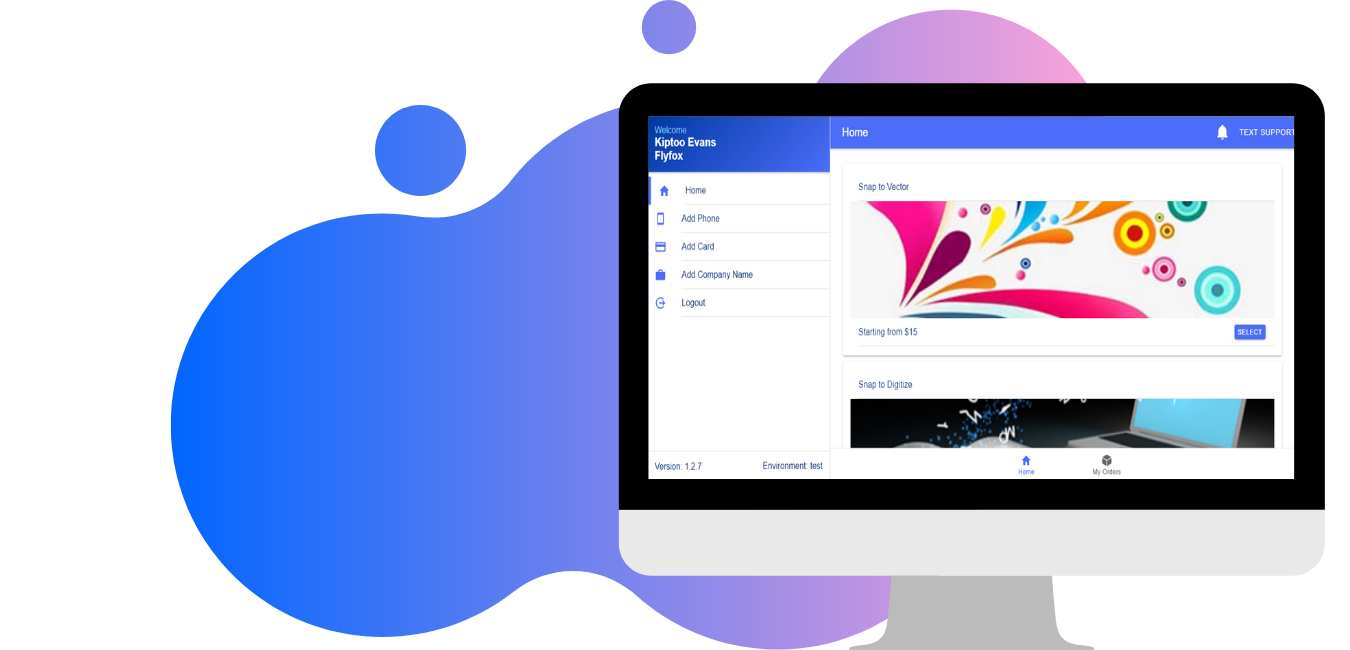 Welcome
Kiptoo Evans
Flyfox
Home
Add Phone
Add Card
Add Company Name
Logout
Version: 1.2.7 Environment: test
Home TEXT SUPPORT
Snap to Vector
Starting from $15 SELECT
Snap to Digitize
Home My Orders